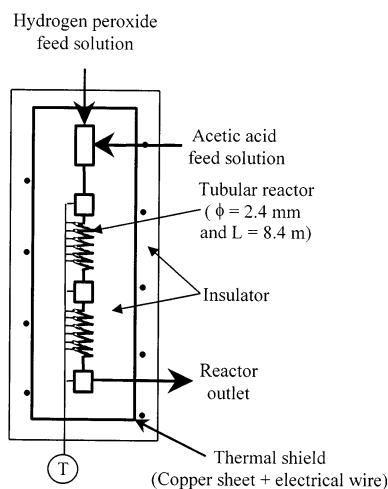 Hydrogen peroxide
feed solution
Acetic acid
feed solution
Tubular reactor
( ϕ = 2.4 mm
and L = 8.4 m)
Insulator
Reactor
outlet
Thermal shield
(Copper sheet + electrical wire)
T